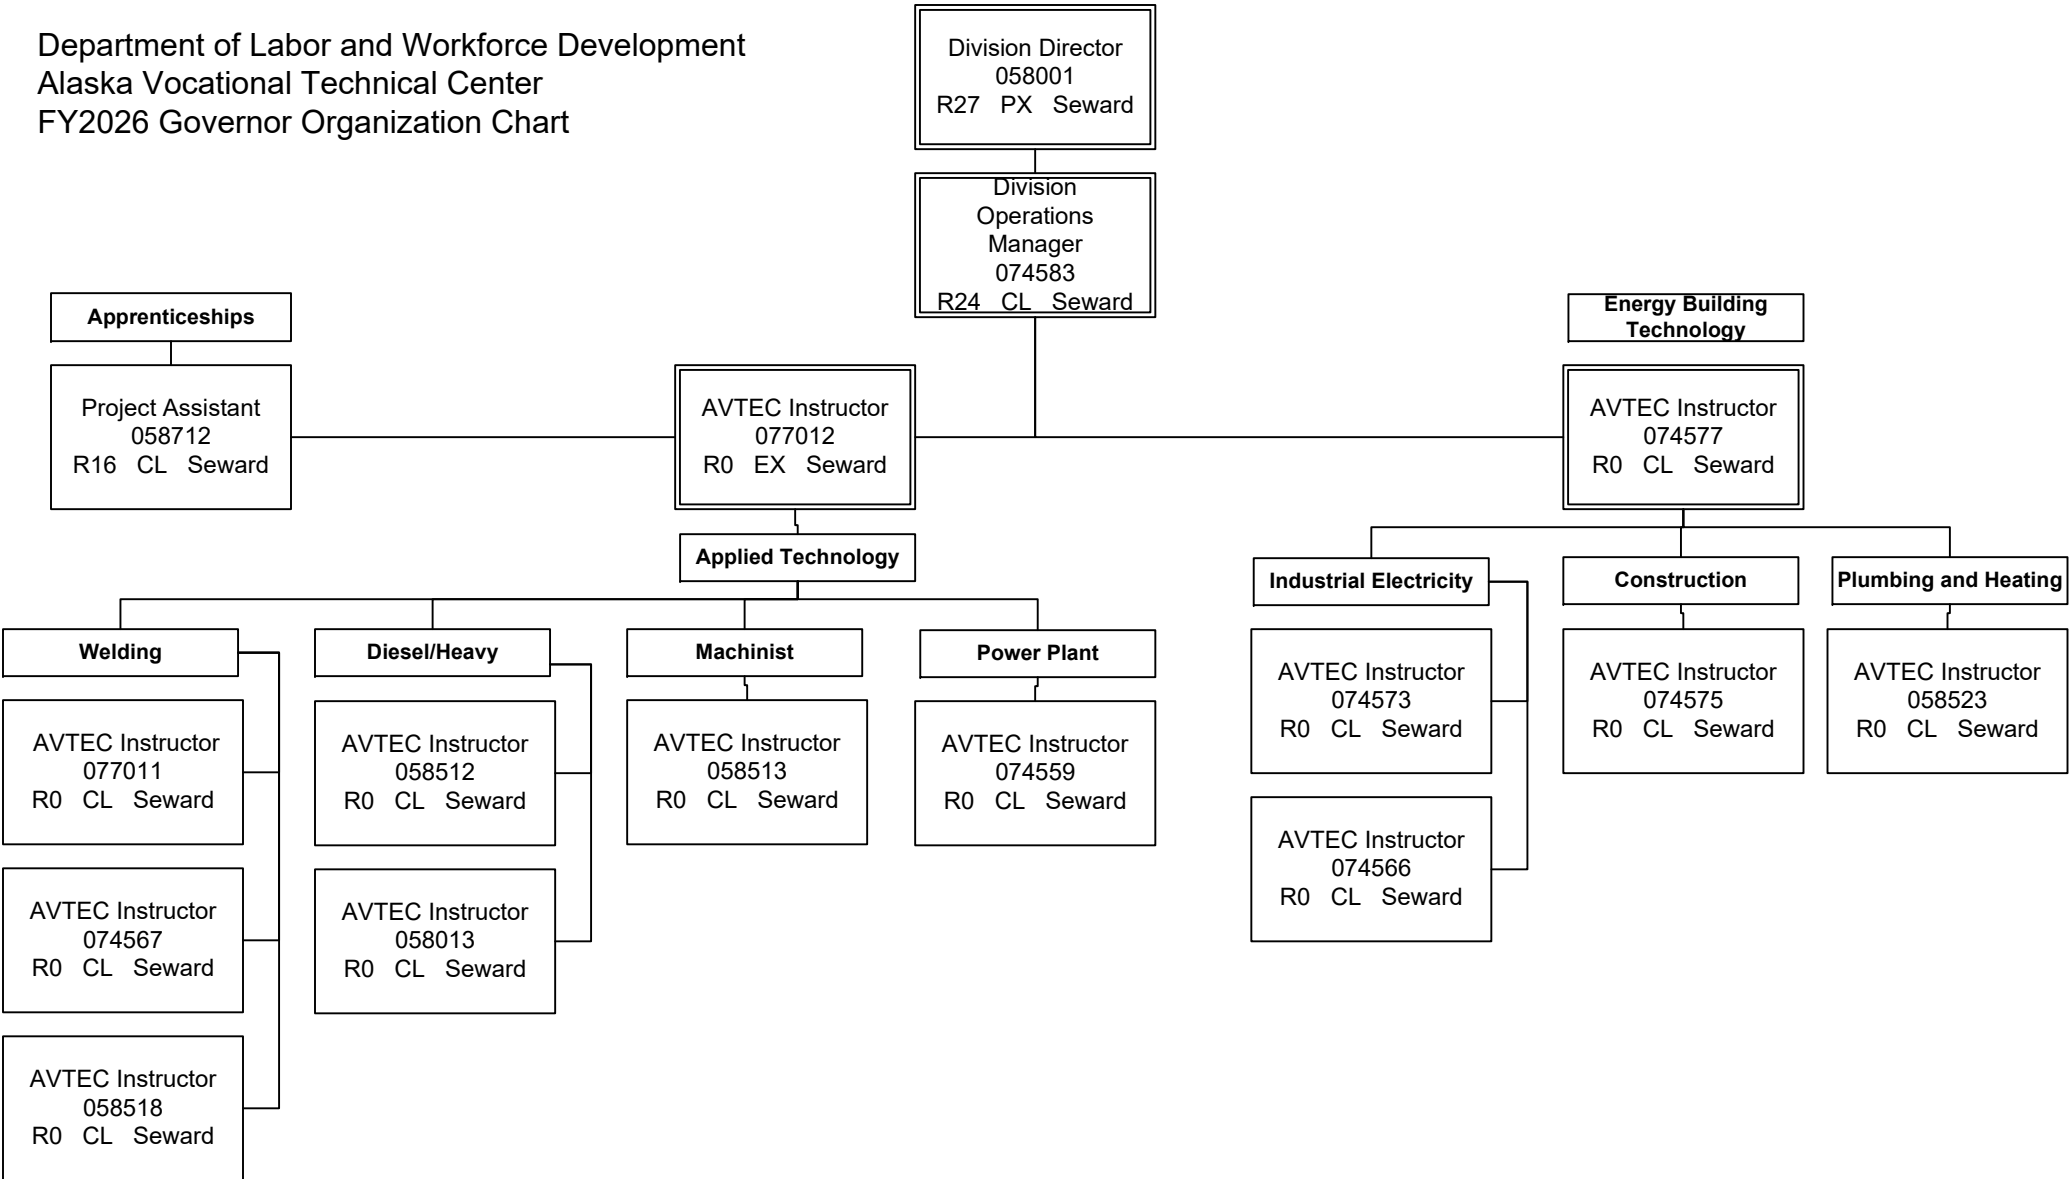 Department of Labor and Workforce Development
Alaska Vocational Technical Center
FY2026 Governor Organization Chart
Division Director
058001
R27 PX Seward
Division
Operations
Manager
074583
R24 CL Seward
Apprenticeships
Project Assistant
058712
R16 CL Seward
AVTEC Instructor
077012
R0 EX Seward
Energy Building
Technology
AVTEC Instructor
074577
R0 CL Seward
Applied Technology
Welding
AVTEC Instructor
077011
R0 CL Seward
AVTEC Instructor
074567
R0 CL Seward
AVTEC Instructor
058518
R0 CL Seward
Diesel/Heavy
AVTEC Instructor
058512
R0 CL Seward
AVTEC Instructor
058013
R0 CL Seward
Machinist
AVTEC Instructor
058513
R0 CL Seward
Power Plant
AVTEC Instructor
074559
R0 CL Seward
Industrial Electricity
AVTEC Instructor
074573
R0 CL Seward
AVTEC Instructor
074566
R0 CL Seward
Construction
AVTEC Instructor
074575
R0 CL Seward
Plumbing and Heating
AVTEC Instructor
058523
R0 CL Seward